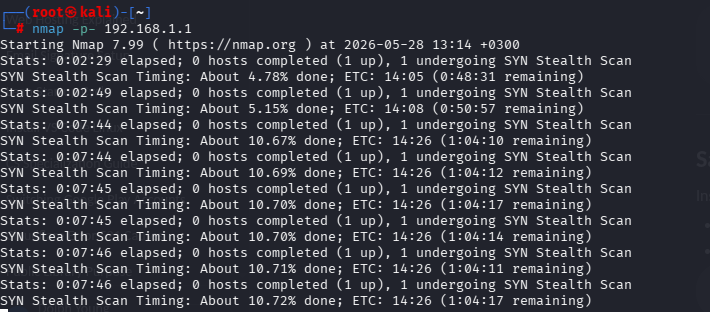 ┌──(root㉿kali)-[~]
└─# nmap -p- 192.168.1.1
Starting Nmap 7.99 ( https://nmap.org ) at 2026-05-28 13:14 +0300
Stats: 0:02:29 elapsed; 0 hosts completed (1 up), 1 undergoing SYN Stealth Scan
SYN Stealth Scan Timing: About 4.78% done; ETC: 14:05 (0:48:31 remaining)
Stats: 0:02:49 elapsed; 0 hosts completed (1 up), 1 undergoing SYN Stealth Scan
SYN Stealth Scan Timing: About 5.15% done; ETC: 14:08 (0:50:57 remaining)
Stats: 0:07:44 elapsed; 0 hosts completed (1 up), 1 undergoing SYN Stealth Scan
SYN Stealth Scan Timing: About 10.67% done; ETC: 14:26 (1:04:10 remaining)
Stats: 0:07:44 elapsed; 0 hosts completed (1 up), 1 undergoing SYN Stealth Scan
SYN Stealth Scan Timing: About 10.69% done; ETC: 14:26 (1:04:12 remaining)
Stats: 0:07:45 elapsed; 0 hosts completed (1 up), 1 undergoing SYN Stealth Scan
SYN Stealth Scan Timing: About 10.70% done; ETC: 14:26 (1:04:17 remaining)
Stats: 0:07:45 elapsed; 0 hosts completed (1 up), 1 undergoing SYN Stealth Scan
SYN Stealth Scan Timing: About 10.70% done; ETC: 14:26 (1:04:14 remaining)
Stats: 0:07:46 elapsed; 0 hosts completed (1 up), 1 undergoing SYN Stealth Scan
SYN Stealth Scan Timing: About 10.71% done; ETC: 14:26 (1:04:11 remaining)
Stats: 0:07:46 elapsed; 0 hosts completed (1 up), 1 undergoing SYN Stealth Scan
SYN Stealth Scan Timing: About 10.72% done; ETC: 14:26 (1:04:17 remaining)